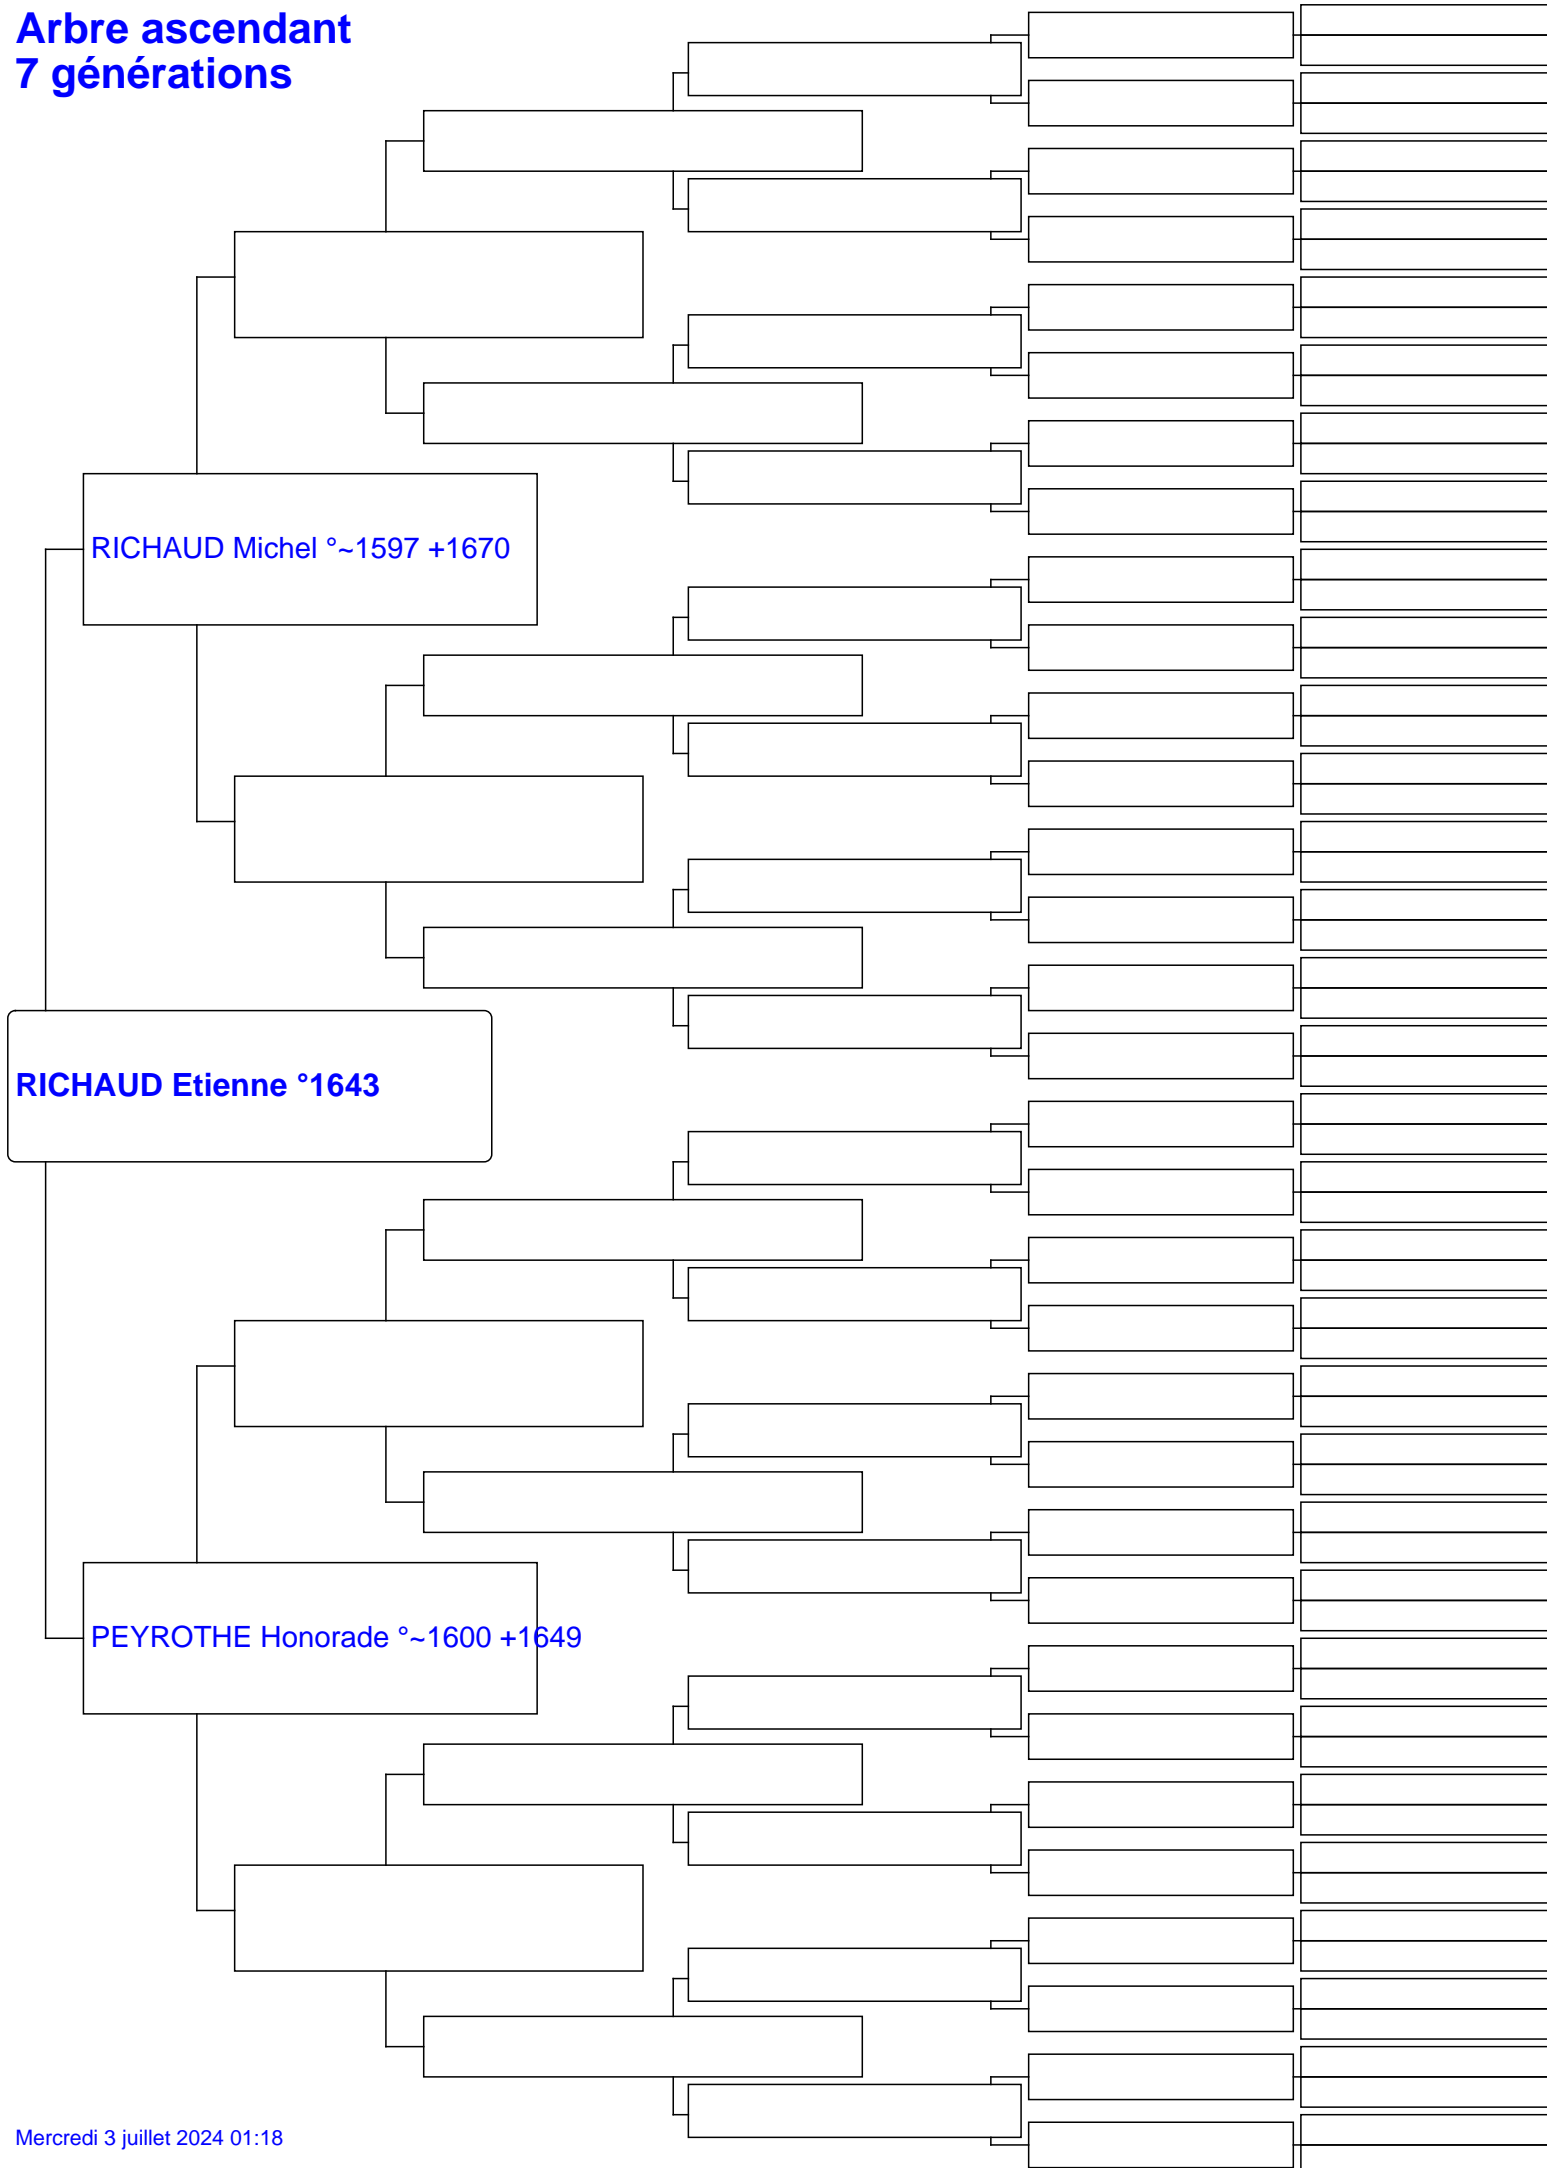 Arbre ascendant
7 générations
RICHAUD Michel °~1597 +1670
RICHAUD Etienne °1643
PEYROTHE Honorade °~1600 +1649
Mercredi 3 juillet 2024 01:18